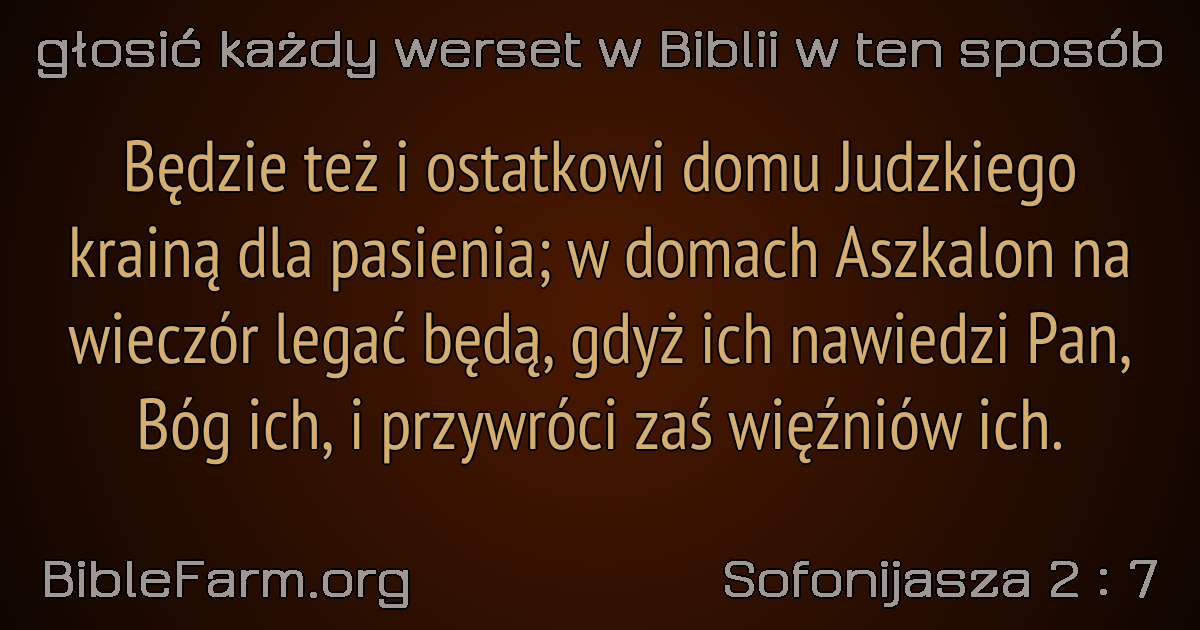 głosić każdy werset w Biblii w ten sposób
Będzie też i ostatkowi domu Judzkiego
krainą dla pasienia; w domach Aszkalon na
wieczór legać będą, gdyż ich nawiedzi Pan,
Bóg ich, i przywróci zaś więźniów ich.
BibleFarm.org
Sofonijasza 2 : 7